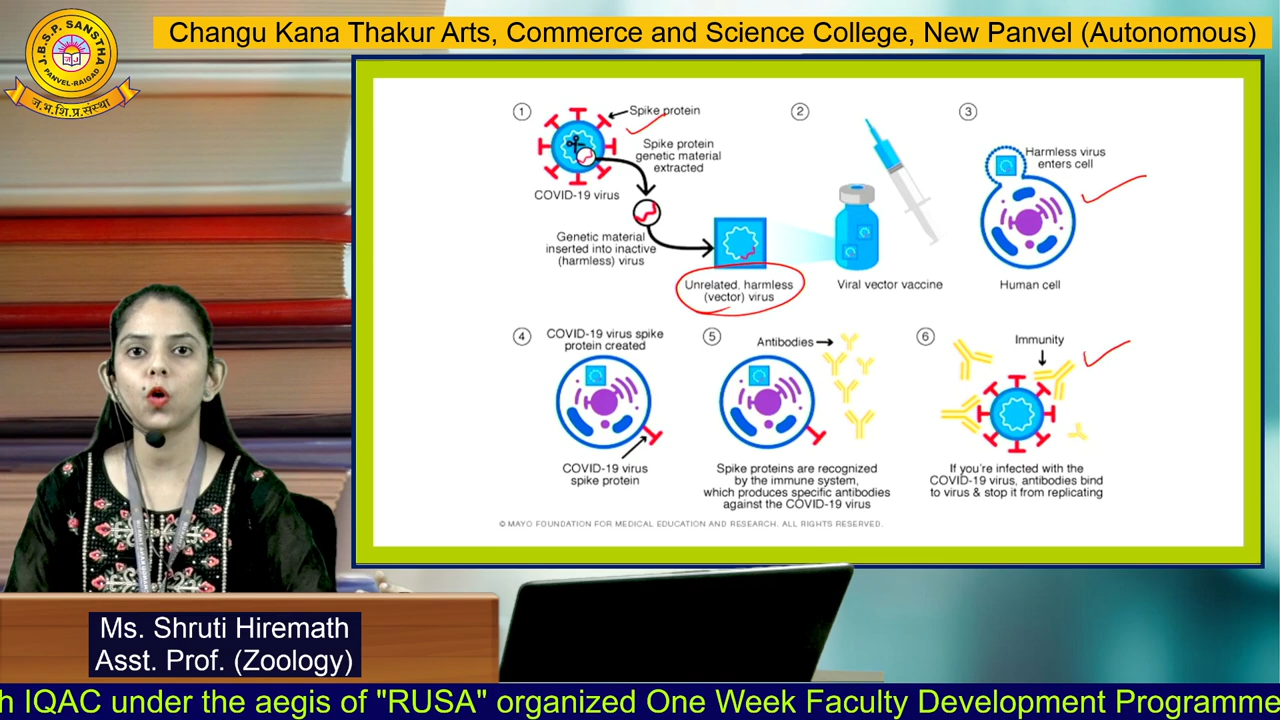 Changu Kana Thakur Arts, Commerce and Science College, New Panvel (Autonomous)
J.B.S.P. SANSTHA
PANVEL-RAIGAD
ज.भ.शि.प्र.संस्था
1
Spike protein
Spike protein
genetic material
extracted
COVID-19 virus
Genetic material
inserted into inactive
(harmless) virus
Unrelated, harmless
(vector) virus
2
Viral vector vaccine
3
Harmless virus
enters cell
Human cell
4
COVID-19 virus spike
protein created
COVID-19 virus
spike protein
5
Antibodies
Spike proteins are recognized
by the immune system,
which produces specific antibodies
against the COVID-19 virus
6
Immunity
If you're infected with the
COVID-19 virus, antibodies bind
to virus & stop it from replicating
© MAYO FOUNDATION FOR MEDICAL EDUCATION AND RESEARCH. ALL RIGHTS RESERVED.
Ms. Shruti Hiremath
Asst. Prof. (Zoology)
h IQAC under the aegis of "RUSA" organized One Week Faculty Development Programme